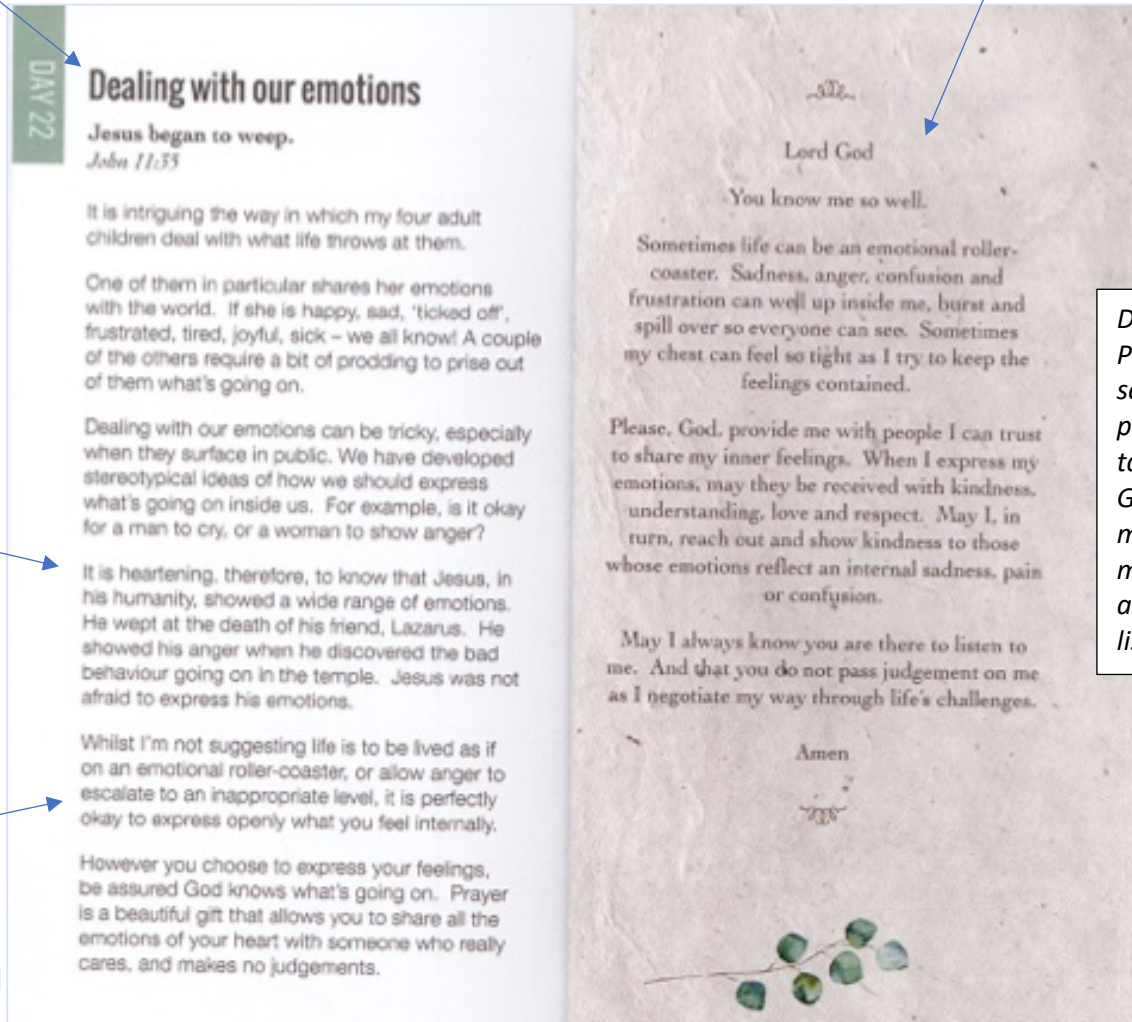 DAY 22
Dealing with our emotions
Jesus began to weep.
John 11:35
It is intriguing the way in which my four adult
children deal with what life throws at them.
One of them in particular shares her emotions
with the world. If she is happy, sad, 'ticked off',
frustrated, tired, joyful, sick – we all know! A couple
of the others require a bit of prodding to prise out
of them what's going on.
Dealing with our emotions can be tricky, especially
when they surface in public. We have developed
stereotypical ideas of how we should express
what's going on inside us. For example, is it okay
for a man to cry, or a woman to show anger?
It is heartening, therefore, to know that Jesus, in
his humanity, showed a wide range of emotions.
He wept at the death of his friend, Lazarus. He
showed his anger when he discovered the bad
behaviour going on in the temple. Jesus was not
afraid to express his emotions.
Whilst I'm not suggesting life is to be lived as if
on an emotional roller-coaster, or allow anger to
escalate to an inappropriate level, it is perfectly
okay to express openly what you feel internally.
However you choose to express your feelings,
be assured God knows what's going on. Prayer
is a beautiful gift that allows you to share all the
emotions of your heart with someone who really
cares, and makes no judgements.
Lord God
You know me so well.
Sometimes life can be an emotional roller-
coaster. Sadness, anger, confusion and
frustration can well up inside me, burst and
spill over so everyone can see. Sometimes
my chest can feel so tight as I try to keep the
feelings contained.
Please, God, provide me with people I can trust
to share my inner feelings. When I express my
emotions, may they be received with kindness,
understanding, love and respect. May I, in
turn, reach out and show kindness to those
whose emotions reflect an internal sadness, pain
or confusion.
May I always know you are there to listen to
me. And that you do not pass judgement on me
as I negotiate my way through life's challenges.
Amen